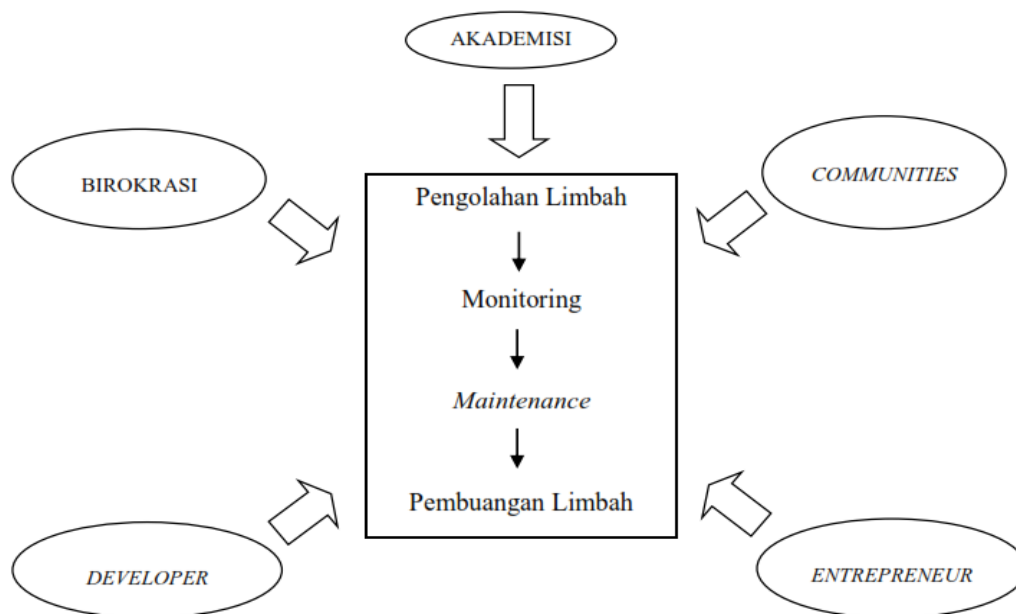 AKADEMISI
BIROKRASI
COMMUNITIES
Pengolahan Limbah
Monitoring
Maintenance
Pembuangan Limbah
DEVELOPER
ENTREPRENEUR